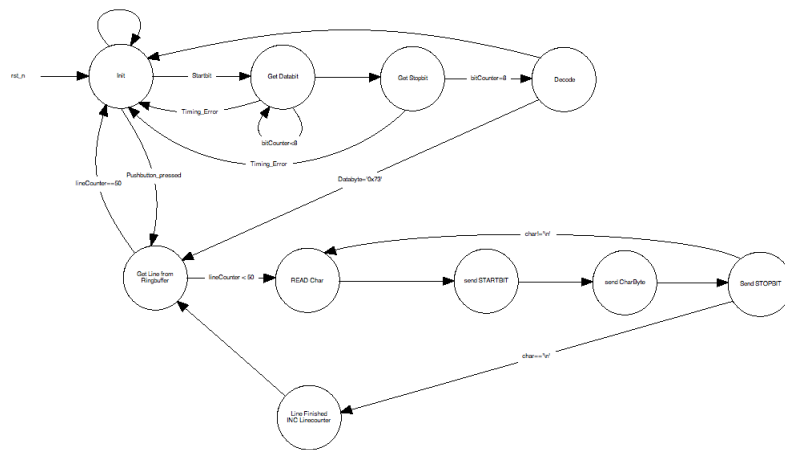 rst_n
Init
Startbit
Get Databit
Get Stopbit
bitCounter=8
Decode
Timing_Error
bitCounter<8
Timing_Error
Pushbutton_pressed
lineCounter==50
Databyte='0x73'
Get Line from
Ringbuffer
lineCounter < 50
READ Char
char!='\n'
send STARTBIT
send CharByte
Send STOPBIT
char=='\n'
Line Finished
INC Linecounter